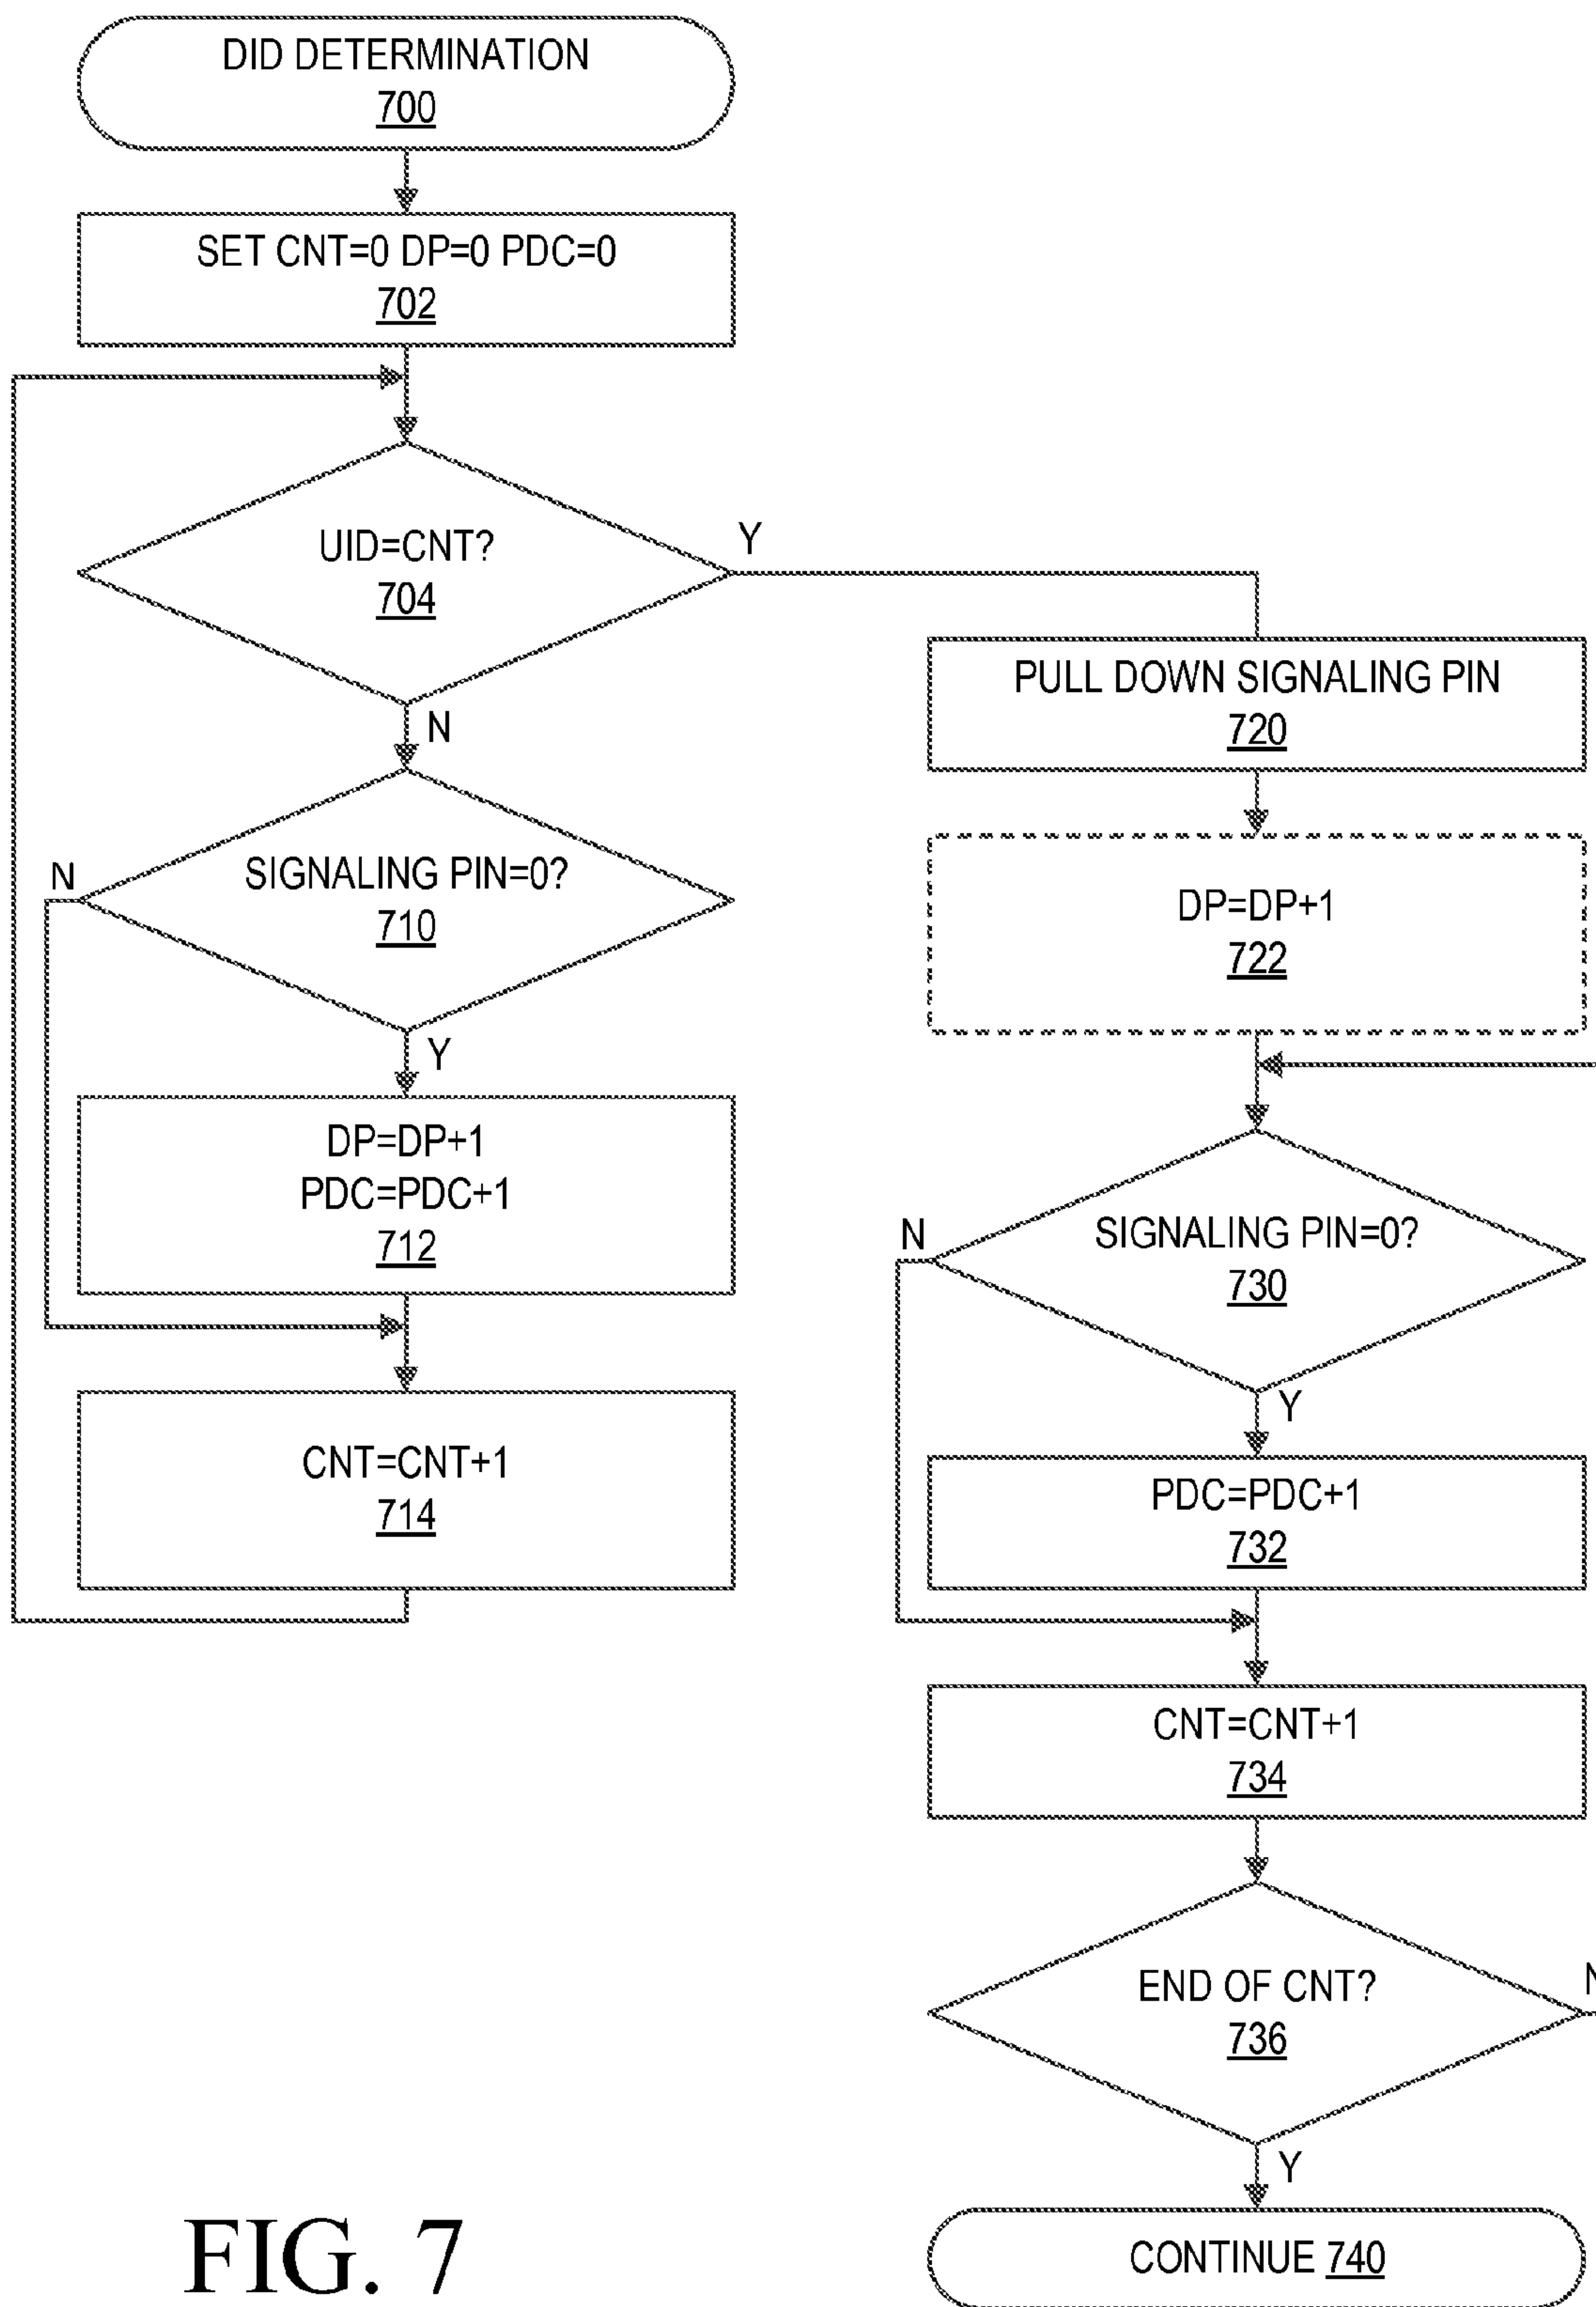 DID DETERMINATION
700
SET CNT=0 DP=0 PDC=0
702
UID=CNT?
704
Y
N
SIGNALING PIN=0?
710
N
Y
DP=DP+1
PDC=PDC+1
712
CNT=CNT+1
714
PULL DOWN SIGNALING PIN
720
DP=DP+1
722
SIGNALING PIN=0?
730
N
Y
PDC=PDC+1
732
CNT=CNT+1
734
END OF CNT?
736
N
Y
CONTINUE 740
FIG. 7